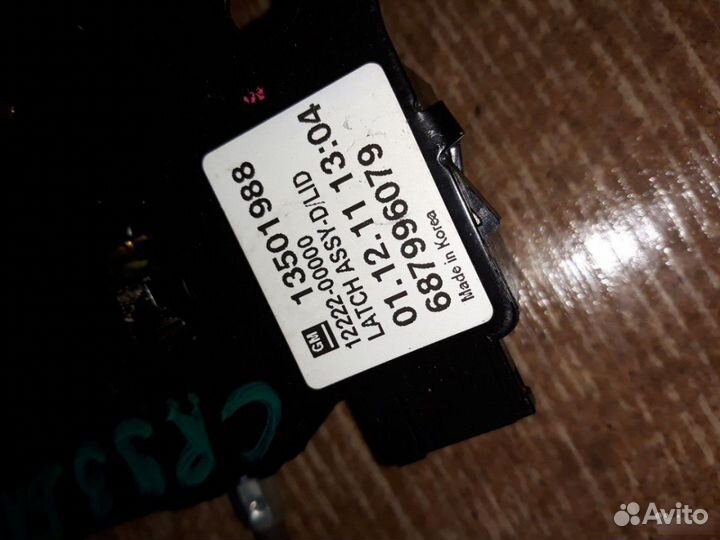 GM 13501988
12222-00000
LATCH ASSY-D/LID
01.12.11 13:04
687996079
Made in Korea
Avito